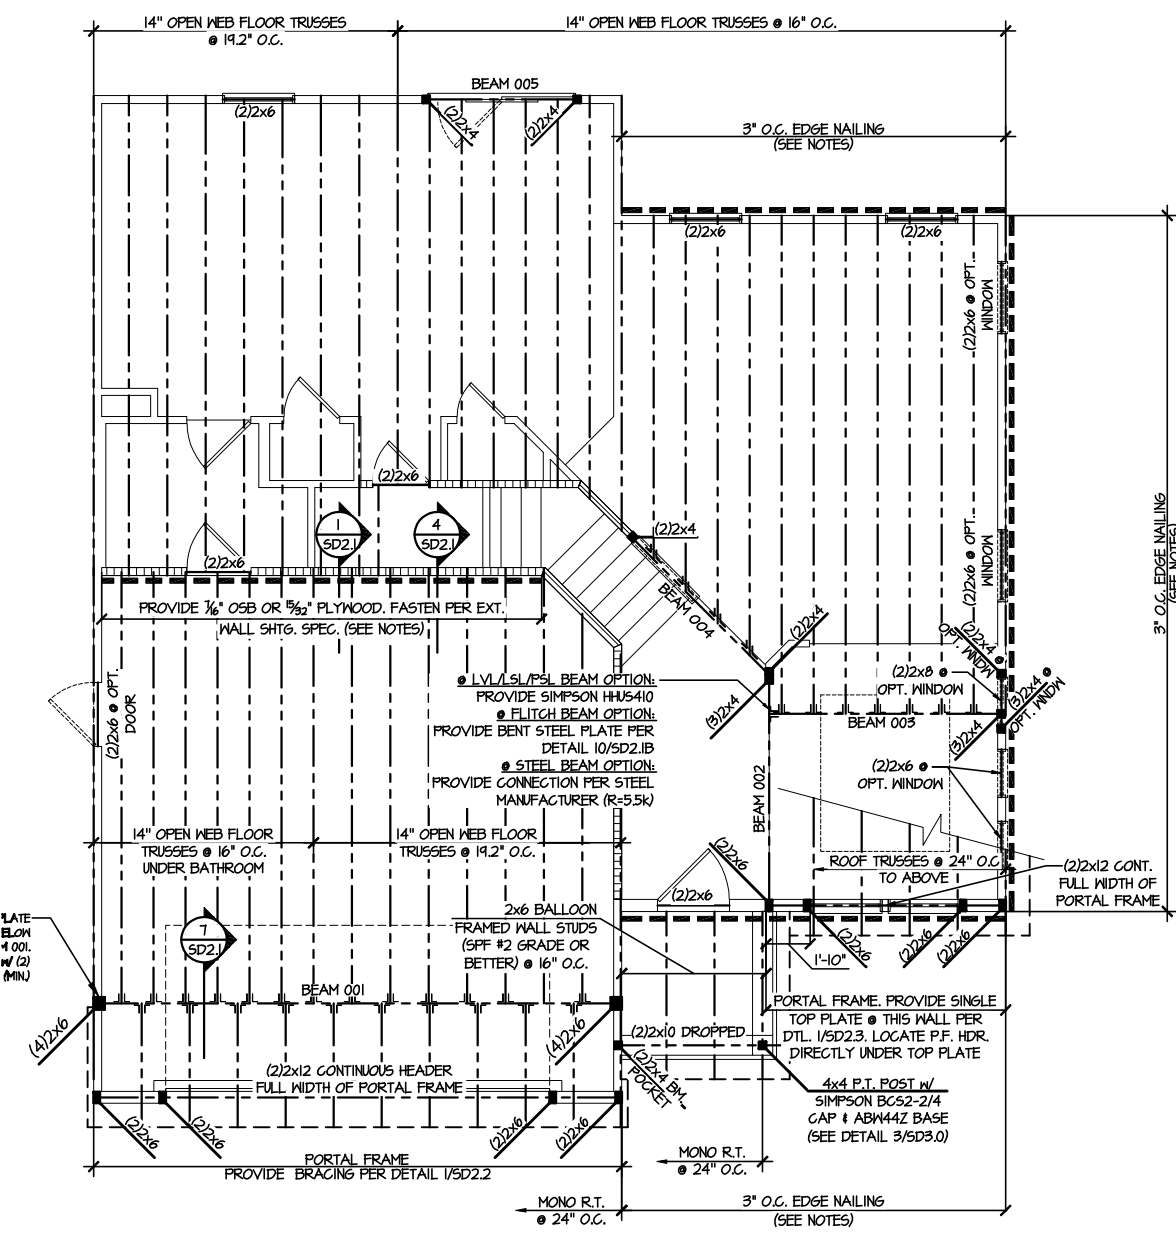 14" OPEN WEB FLOOR TRUSSES
@ 19.2" O.C.
14" OPEN WEB FLOOR TRUSSES @ 16" O.C.
BEAM 005
(2)2x6
(2)2x4
(2)2x4
3" O.C. EDGE NAILING
(SEE NOTES)
(2)2x6
(2)2x6
(2)2x6 @ OPT.
WINDOW
(2)2x6
(2)2x4
1
SD2.1
4
SD2.1
(2)2x6
(2)2x6 @ OPT.
WINDOW
3" O.C. EDGE NAILING
(SEE NOTES)
PROVIDE 7/16" OSB OR 15/32" PLYWOOD. FASTEN PER EXT.
WALL SHTG. SPEC. (SEE NOTES)
BEAM 004
(2)2x4
(2)2x4 @
OPT. WNDW
(2)2x8 @
OPT. WINDOW
(3)2x4 @
OPT. WNDW
(2)2x6 @ OPT.
DOOR
@ LVL/LSL/PSL BEAM OPTION:
PROVIDE SIMPSON HHUS410
@ FLITCH BEAM OPTION:
PROVIDE BENT STEEL PLATE PER
DETAIL 10/SD2.1B
@ STEEL BEAM OPTION:
PROVIDE CONNECTION PER STEEL
MANUFACTURER (R=5.5k)
(3)2x4
BEAM 003
(3)2x4
(2)2x6 @
OPT. WINDOW
BEAM 002
14" OPEN WEB FLOOR
TRUSSES @ 16" O.C.
UNDER BATHROOM
14" OPEN WEB FLOOR
TRUSSES @ 19.2" O.C.
(2)2x6
ROOF TRUSSES @ 24" O.C.
TO ABOVE
(2)2x12 CONT.
FULL WIDTH OF
PORTAL FRAME
(2)2x6
2x6 BALLOON
FRAMED WALL STUDS
(SPF #2 GRADE OR
BETTER) @ 16" O.C.
PLATE
001.
w/ (2)
(MIN.)
7
SD2.1
(2)2x6
(2)2x6
(2)2x6
1'-10"
BEAM 001
(4)2x6
(4)2x6
PORTAL FRAME. PROVIDE SINGLE
TOP PLATE @ THIS WALL PER
DTL. 1/SD2.3. LOCATE P.F. HDR.
DIRECTLY UNDER TOP PLATE
(2)2x10 DROPPED
(2)2x4 BM.
POCKET
(2)2x12 CONTINUOUS HEADER
FULL WIDTH OF PORTAL FRAME
4x4 P.T. POST w/
SIMPSON BCS2-2/4
CAP & ABW44Z BASE
(SEE DETAIL 3/SD3.0)
(2)2x6
(2)2x6
(2)2x6
(2)2x6
PORTAL FRAME
PROVIDE BRACING PER DETAIL 1/SD2.2
MONO R.T.
@ 24" O.C.
MONO R.T.
@ 24" O.C.
3" O.C. EDGE NAILING
(SEE NOTES)